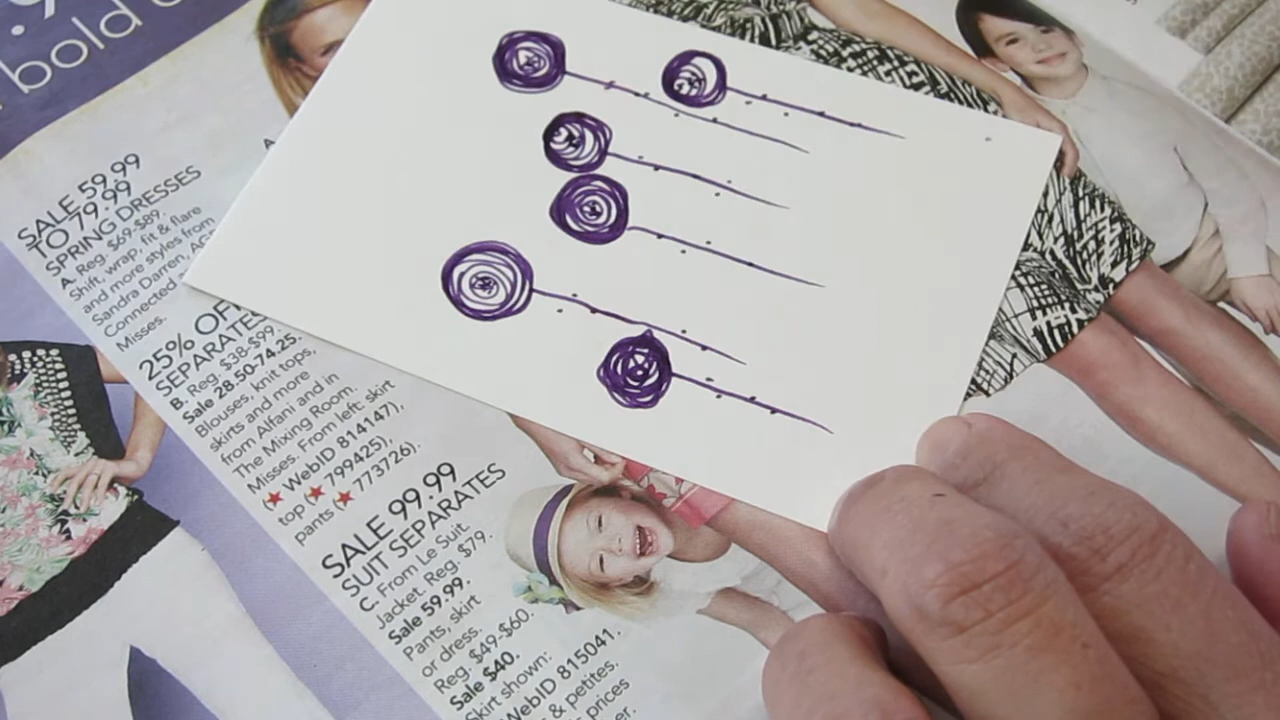 bold
SALE 59.99
TO 79.99
SPRING DRESSES
A. Reg. $69-$89.
Shift, wrap, fit & flare
and more styles from
Sandra Darren,
Connected
Misses.
25% OFF
SEPARATES
B. Reg. $38-$99.
Sale 28.50-74.25.
Blouses, knit tops,
skirts and more
from Alfani and in
The Mixing Room.
Misses. From left: skirt
(★ WebID 814147),
top (★ 799425),
pants (★ 773726).
SALE 99.99
SUIT SEPARATES
C. From Le Suit.
Jacket. Reg. $79.
Sale 59.99.
Pants, skirt
or dress.
Reg. $49-$60.
Sale $40.
Skirt shown:
WebID 815041.
& petites.
prices